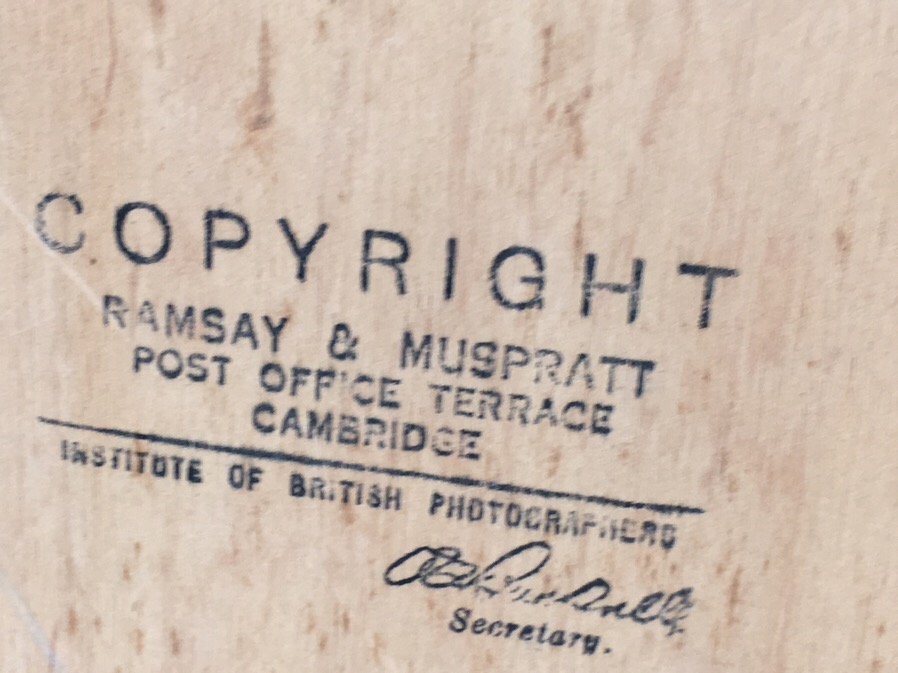 COPYRIGHT
RAMSAY & MUSPRATT
POST OFFICE TERRACE
CAMBRIDGE
INSTITUTE OF BRITISH PHOTOGRAPHERS
Secretary.